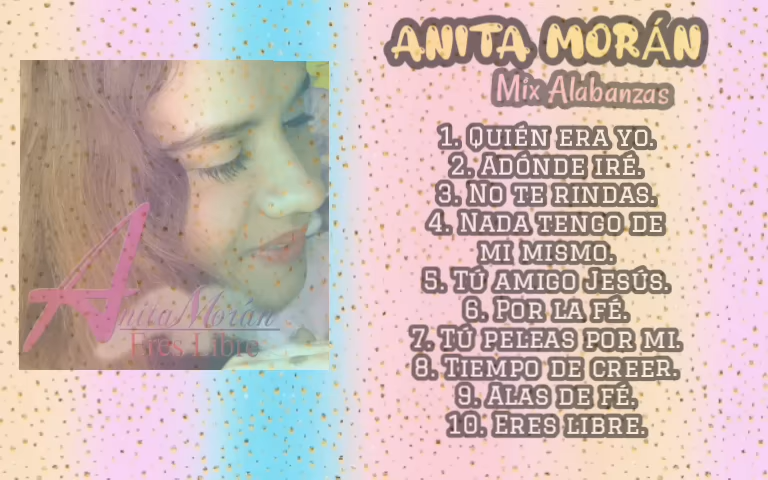 ANITA MORÁN
Mix Alabanzas
1. Quién era yo.
2. Adónde iré.
3. No te rindas.
4. Nada tengo de
mi mismo.
5. Tú amigo Jesús.
6. Por la fé.
7. Tú peleas por mi.
8. Tiempo de creer.
9. Alas de fé.
10. Eres libre.
Anita Morán
Eres Libre